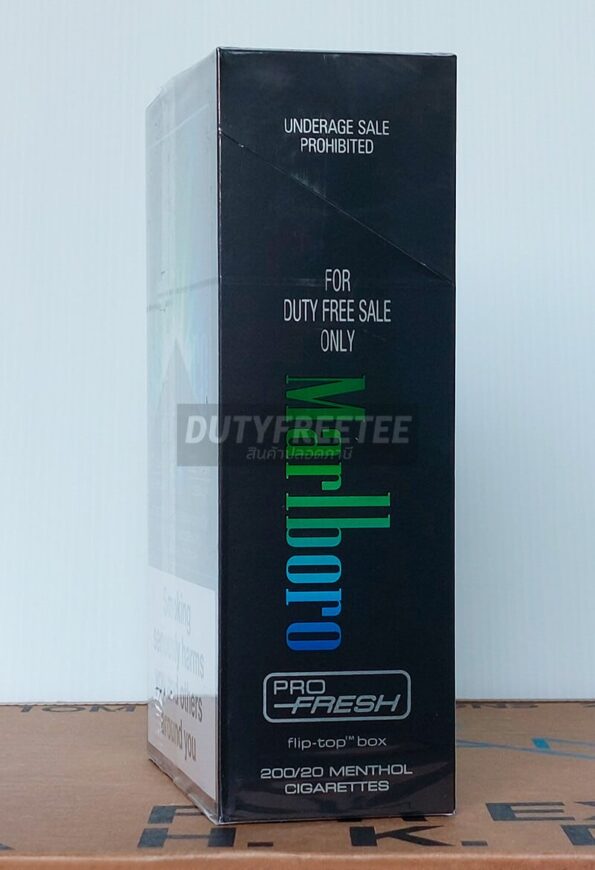 UNDERAGE SALE
PROHIBITED
FOR
DUTY FREE SALE
ONLY
Marlboro
DUTYFREETEE
สินค้าปลอดภาษี
PRO
FRESH
flip-top™ box
200/20 MENTHOL
CIGARETTES
Smoking
seriously harms
you and others
around you
H. K.